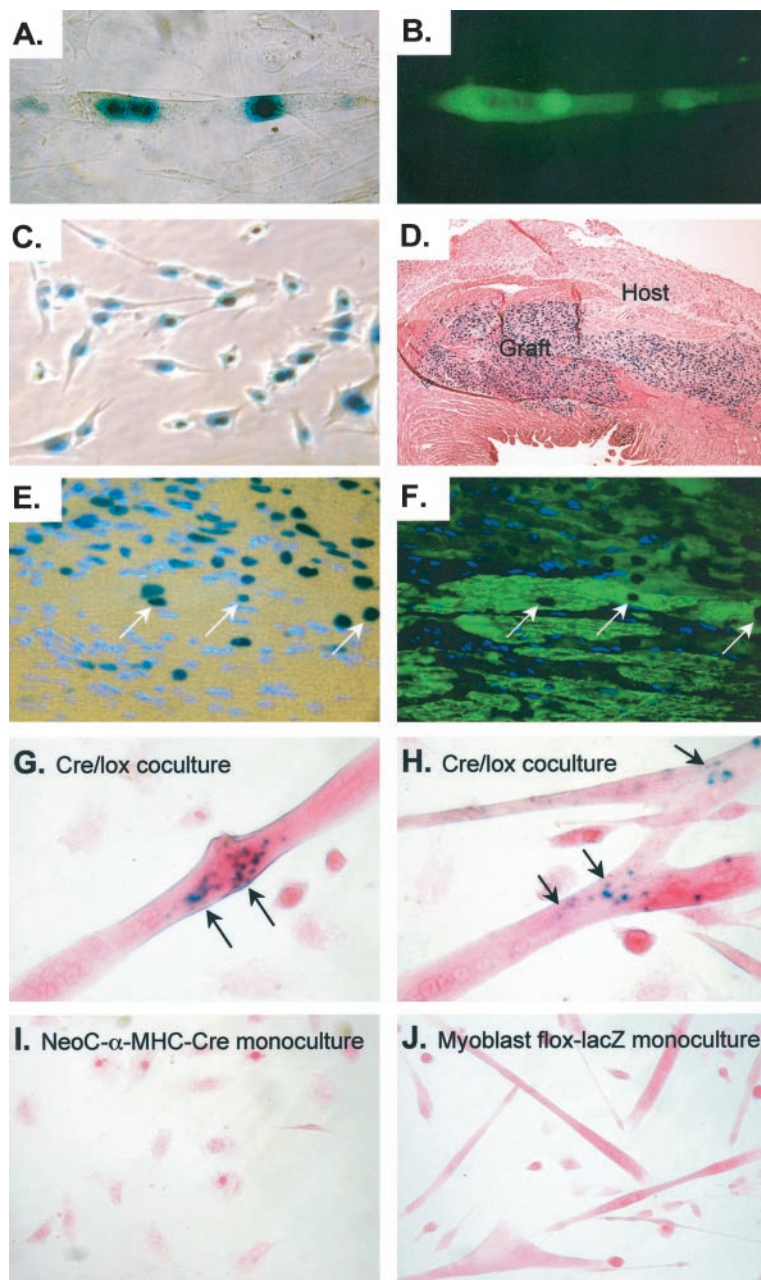 A.
B.
C.
D.
Host
Graft
E.
F.
G. Cre/lox coculture
H. Cre/lox coculture
I. NeoC-α-MHC-Cre monoculture
J. Myoblast flox-lacZ monoculture